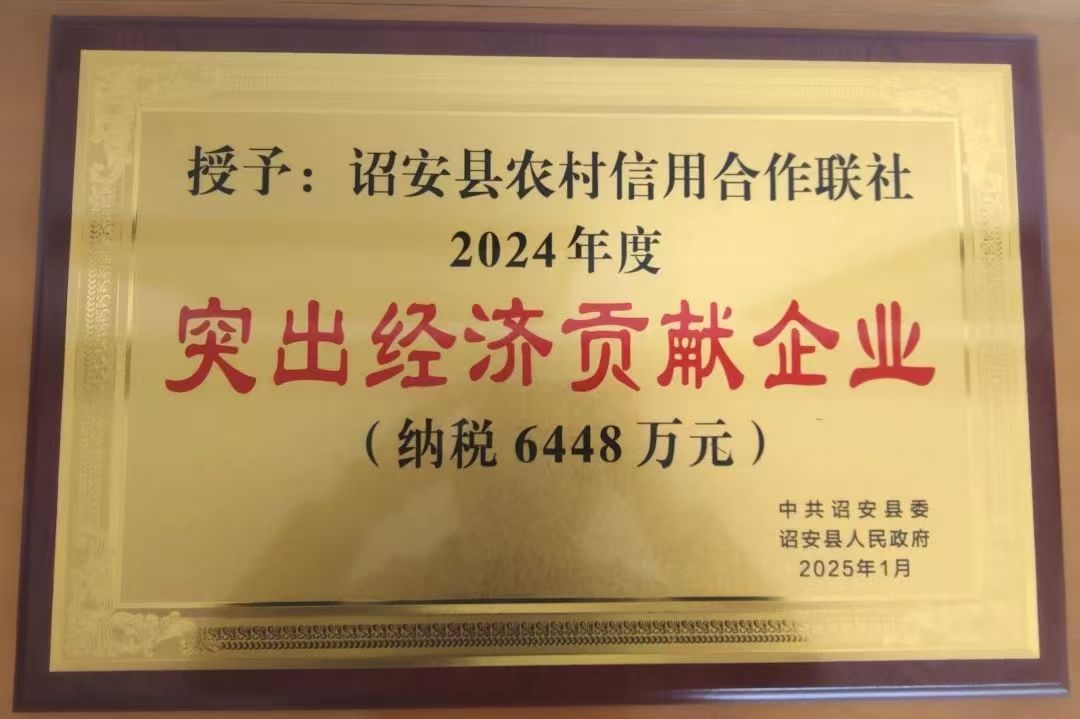 授予：诏安县农村信用合作联社
2024年度
突出经济贡献企业
（纳税6448万元）
中共诏安县委
诏安县人民政府
2025年1月